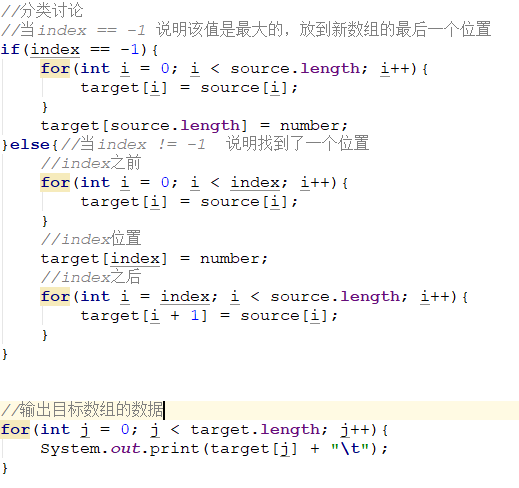 //分类讨论
//当index == -1 说明该值是最大的，放到新数组的最后一个位置
if(index == -1){
    for(int i = 0; i < source.length; i++){
        target[i] = source[i];
    }
    target[source.length] = number;
}else{//当index != -1  说明找到了一个位置
    //index之前
    for(int i = 0; i < index; i++){
        target[i] = source[i];
    }
    //index位置
    target[index] = number;
    //index之后
    for(int i = index; i < source.length; i++){
        target[i + 1] = source[i];
    }
}
//输出目标数组的数据
for(int j = 0; j < target.length; j++){
    System.out.print(target[j] + "\t");
}